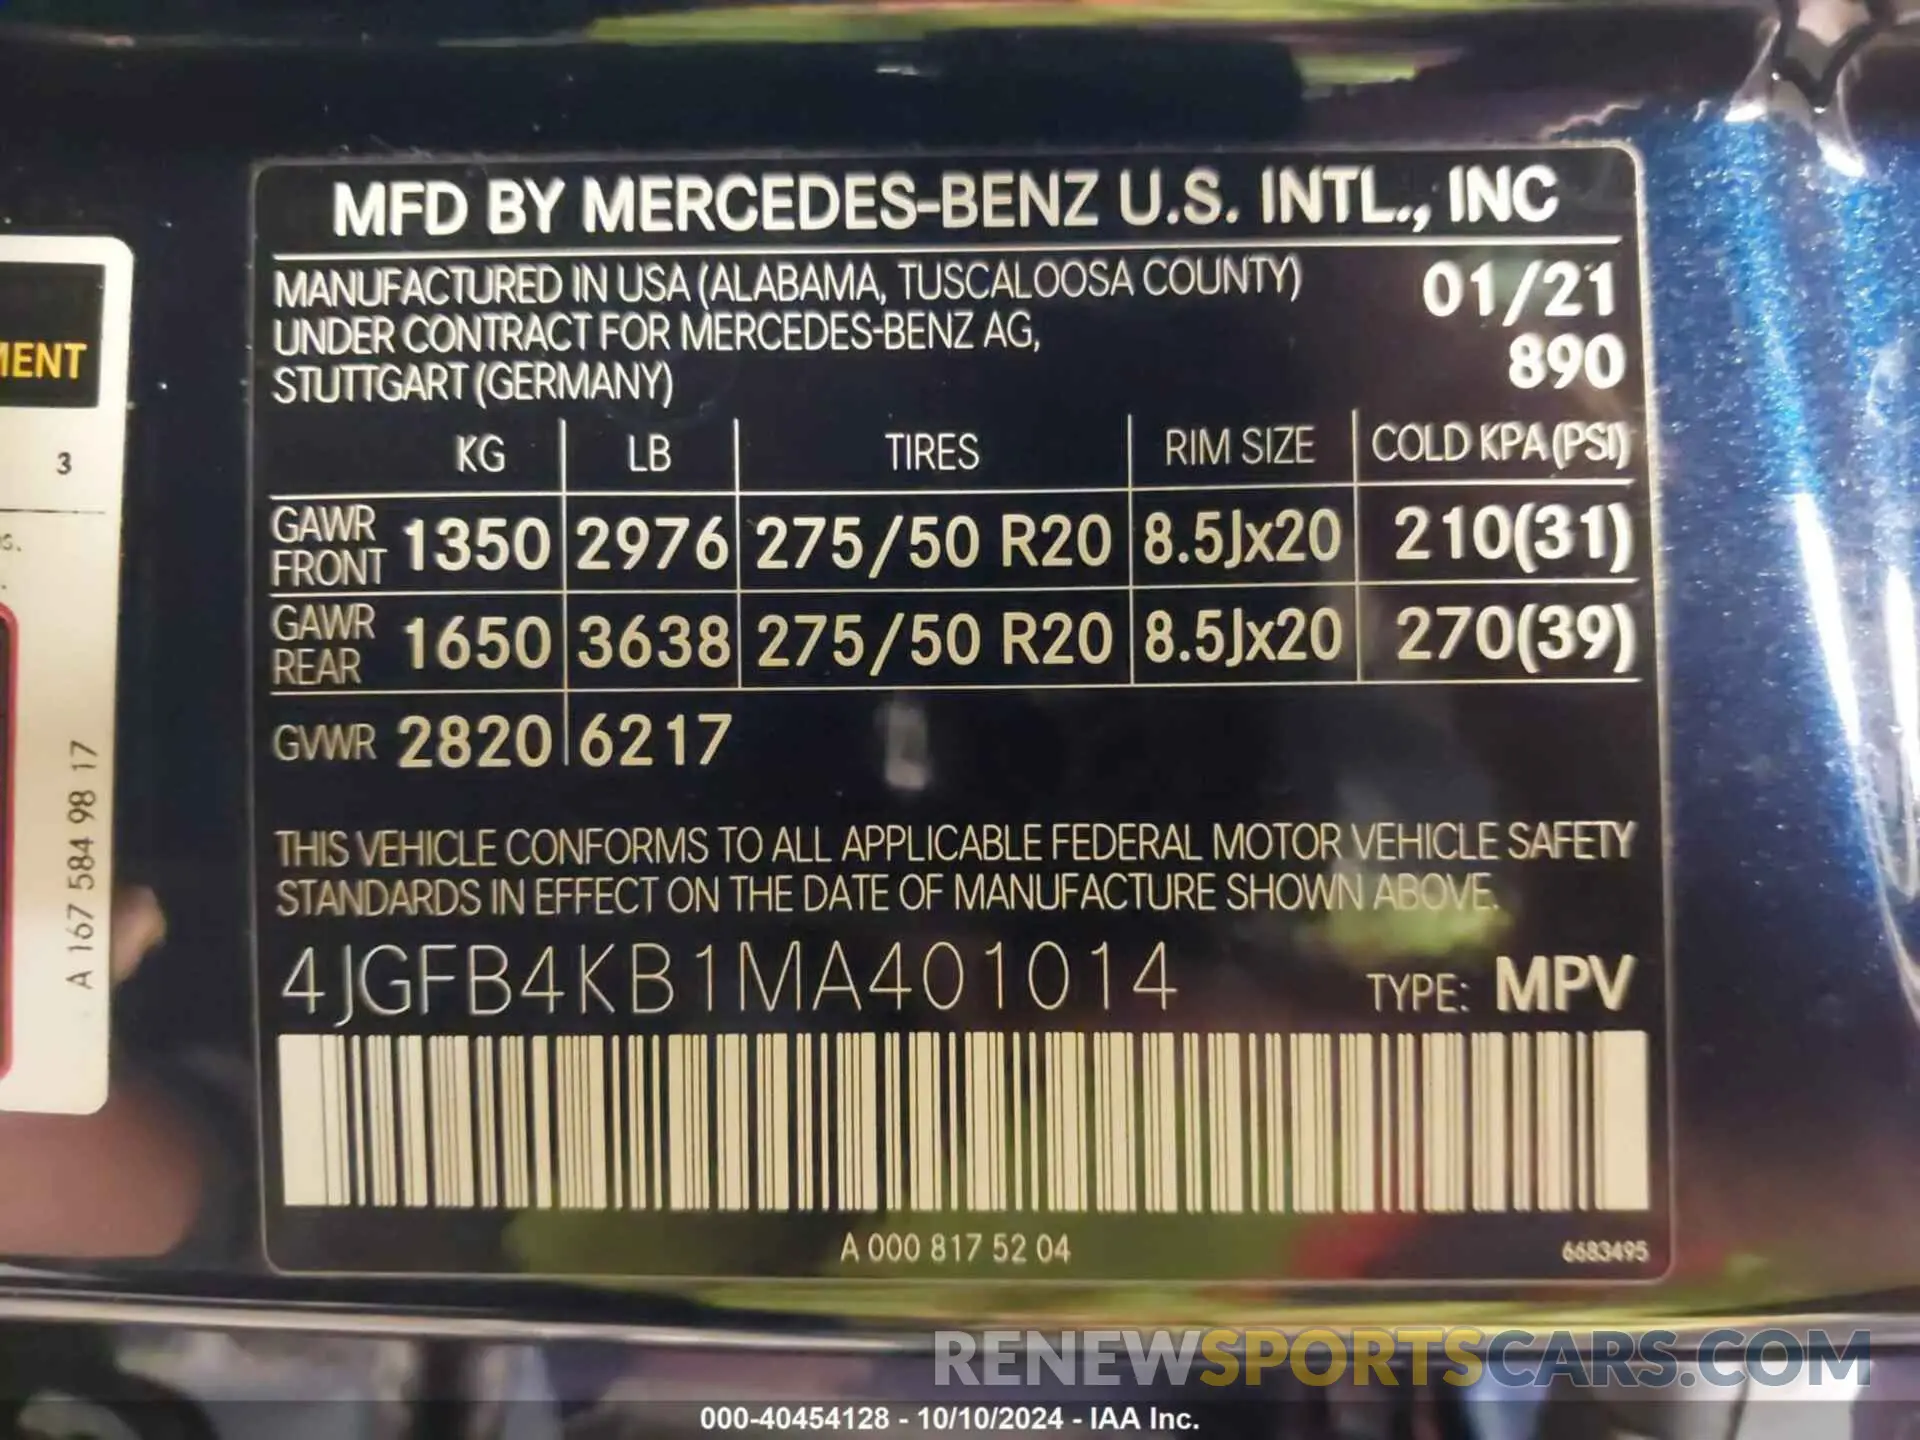 MFD BY MERCEDES-BENZ U.S. INTL., INC
MANUFACTURED IN USA (ALABAMA, TUSCALOOSA COUNTY) 01/21
UNDER CONTRACT FOR MERCEDES-BENZ AG,
STUTTGART (GERMANY) 890
KG LB TIRES RIM SIZE COLD KPA (PSI)
GAWR FRONT 1350 2976 275/50 R20 8.5Jx20 210(31)
GAWR REAR 1650 3638 275/50 R20 8.5Jx20 270(39)
GVWR 2820 6217
THIS VEHICLE CONFORMS TO ALL APPLICABLE FEDERAL MOTOR VEHICLE SAFETY
STANDARDS IN EFFECT ON THE DATE OF MANUFACTURE SHOWN ABOVE.
4JGFB4KB1MA401014 TYPE: MPV
A 000 817 52 04 6683495
3
A 167 584 98 17
RENEWSPORTSCARS.COM
000-40454128 - 10/10/2024 - IAA Inc.